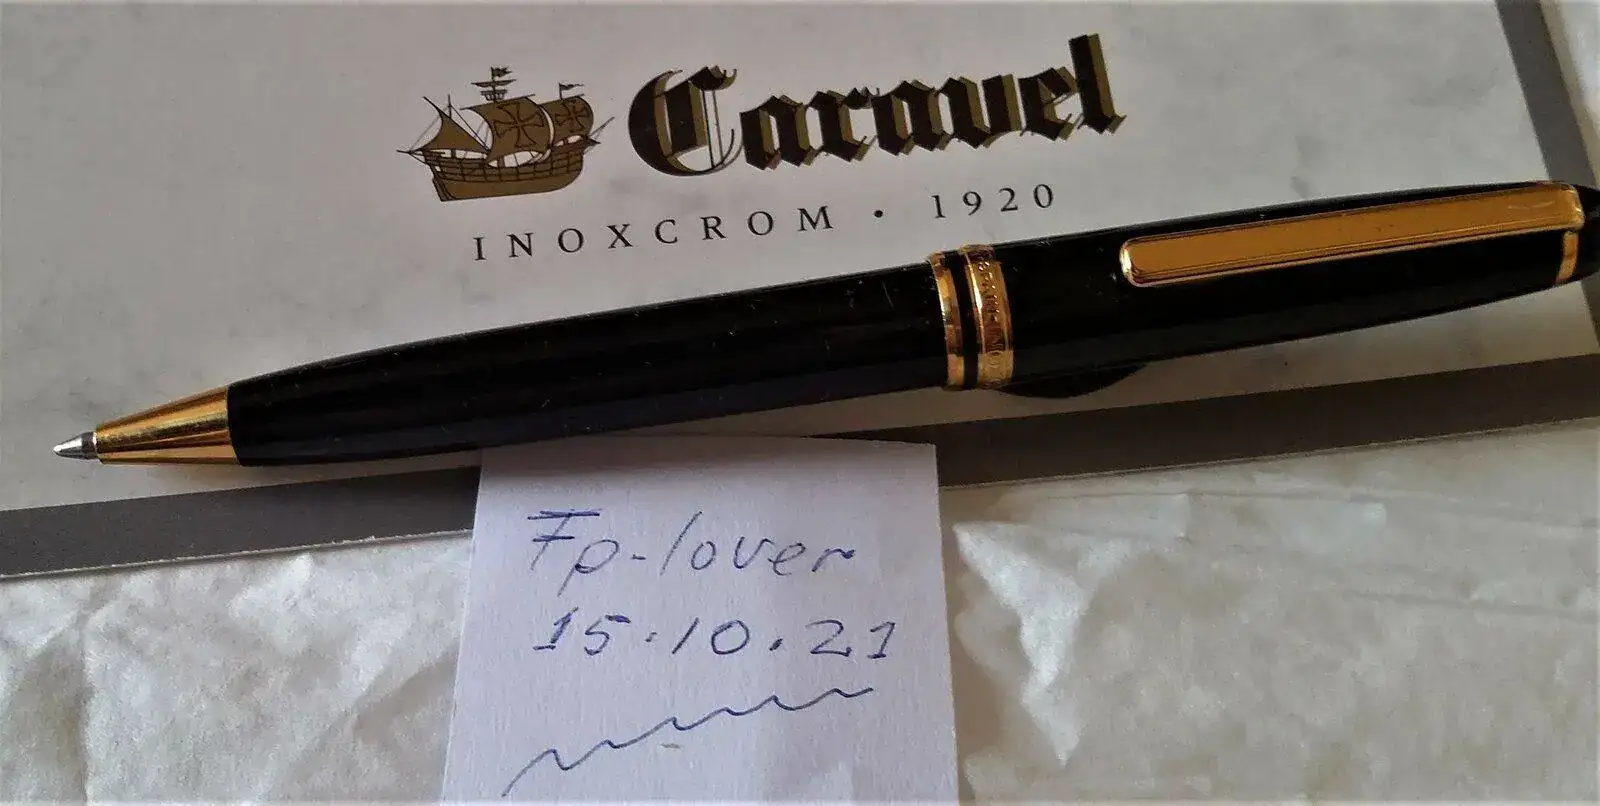 Caravel
INOXCROM • 1920
Fp-lover
15.10.21